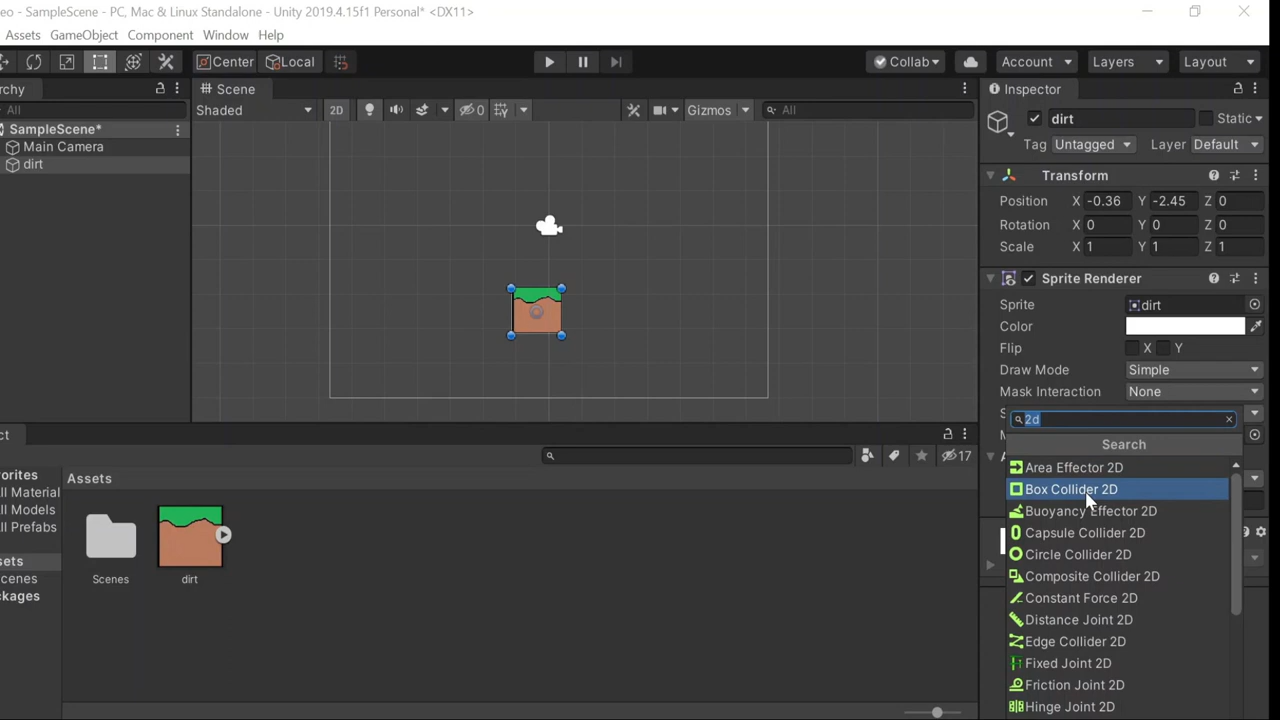 eo - SampleScene - PC, Mac & Linux Standalone - Unity 2019.4.15f1 Personal* <DX11>
Assets GameObject Component Window Help
Center Local Collab Account Layers Layout
rchy
All
SampleScene*
Main Camera
dirt
Scene
Shaded 2D 0 Gizmos All
Inspector
dirt Static
Tag Untagged Layer Default
Transform
Position X -0.36 Y -2.45 Z 0
Rotation X 0 Y 0 Z 0
Scale X 1 Y 1 Z 1
Sprite Renderer
Sprite dirt
Color
Flip X Y
Draw Mode Simple
Mask Interaction None
S
M
A
2d
Search
Area Effector 2D
Box Collider 2D
Buoyancy Effector 2D
Capsule Collider 2D
Circle Collider 2D
Composite Collider 2D
Constant Force 2D
Distance Joint 2D
Edge Collider 2D
Fixed Joint 2D
Friction Joint 2D
Hinge Joint 2D
ct
17
vorites
ll Material
ll Models
ll Prefabs
sets
cenes
ckages
Assets
Scenes
dirt